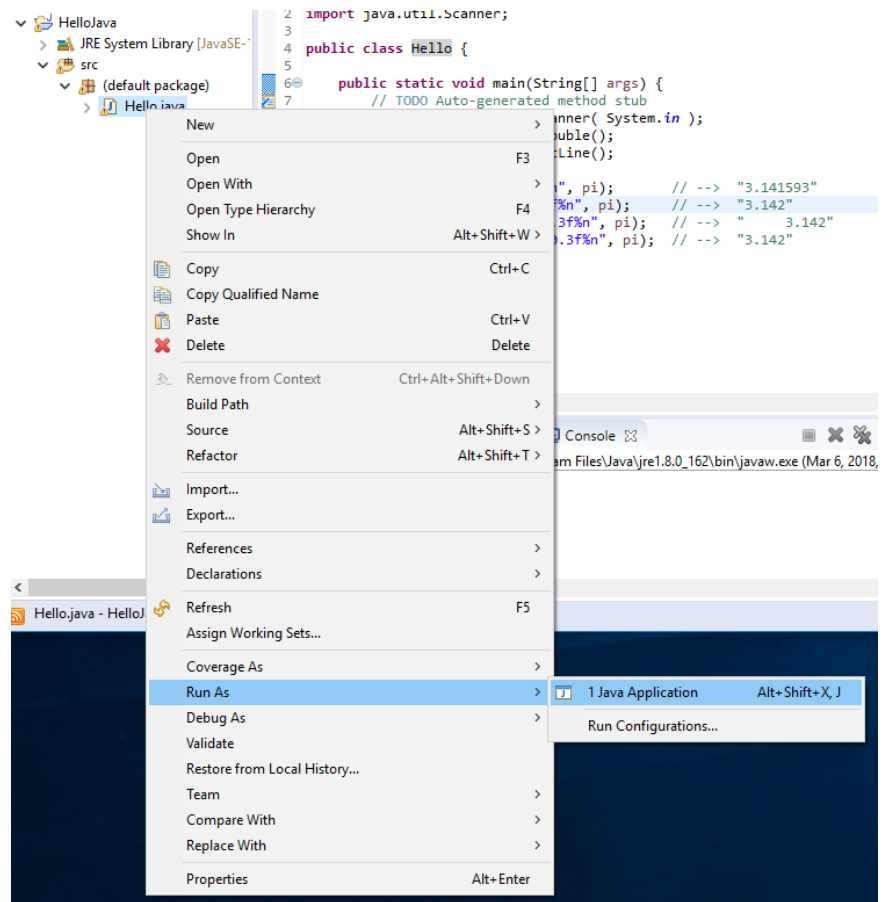 HelloJava
JRE System Library [JavaSE-
src
(default package)
Hello.java
2 import java.util.Scanner;
3
4 public class Hello {
5
6 public static void main(String[] args) {
7 // TODO Auto-generated method stub
( System.in );
();
();
", pi); // --> "3.141593"
%n", pi); // --> "3.142"
3f%n", pi); // --> " 3.142"
.3f%n", pi); // --> "3.142"
New
Open F3
Open With
Open Type Hierarchy F4
Show In Alt+Shift+W
Copy Ctrl+C
Copy Qualified Name
Paste Ctrl+V
Delete Delete
Remove from Context Ctrl+Alt+Shift+Down
Build Path
Source Alt+Shift+S
Refactor Alt+Shift+T
Import...
Export...
References
Declarations
Refresh F5
Assign Working Sets...
Coverage As
Run As
Debug As
Validate
Restore from Local History...
Team
Compare With
Replace With
Properties Alt+Enter
1 Java Application Alt+Shift+X, J
Run Configurations...
Console
am Files\Java\jre1.8.0_162\bin\javaw.exe (Mar 6, 2018,
Hello.java - HelloJ